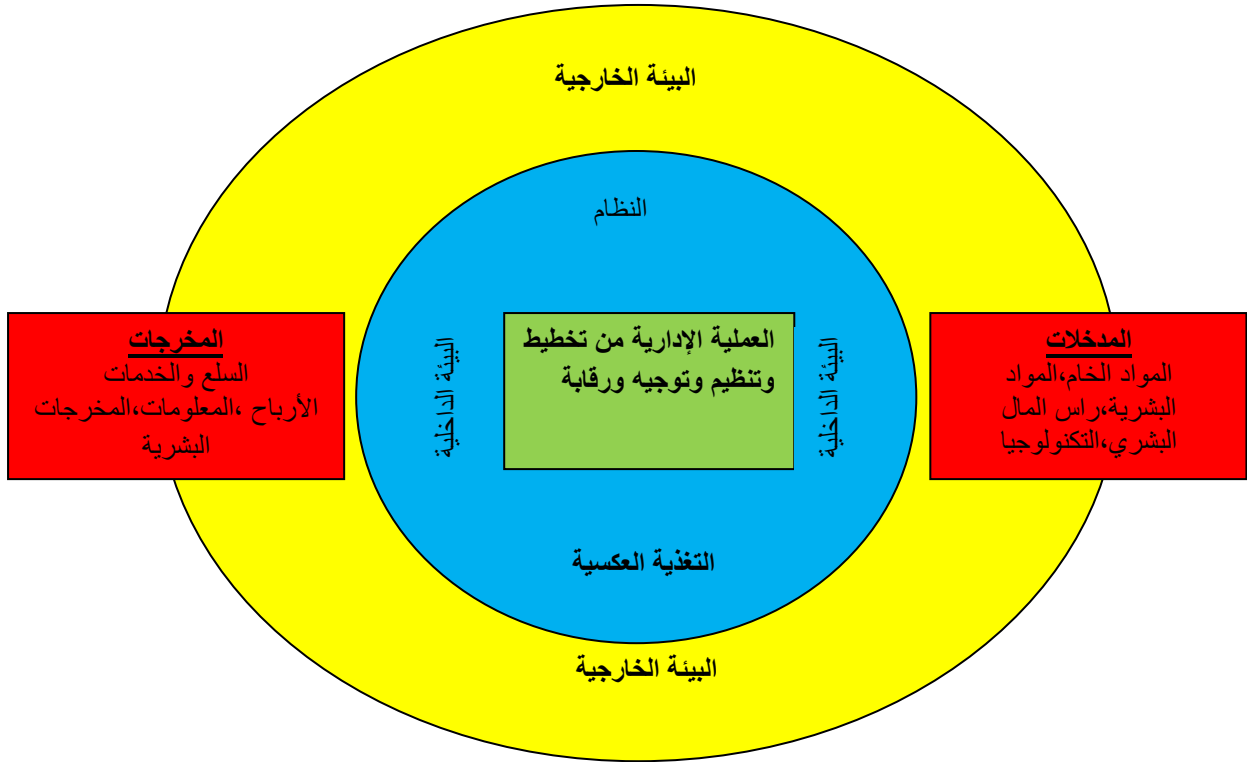 البيئة الخارجية
النظام
المدخلات
المواد الخام،المواد
البشرية،راس المال
البشري،التكنولوجيا
البيئة الداخلية
العملية الإدارية من تخطيط
وتنظيم وتوجيه ورقابة
البيئة الداخلية
المخرجات
السلع والخدمات
الأرباح ،المعلومات،المخرجات
البشرية
التغذية العكسية
البيئة الخارجية